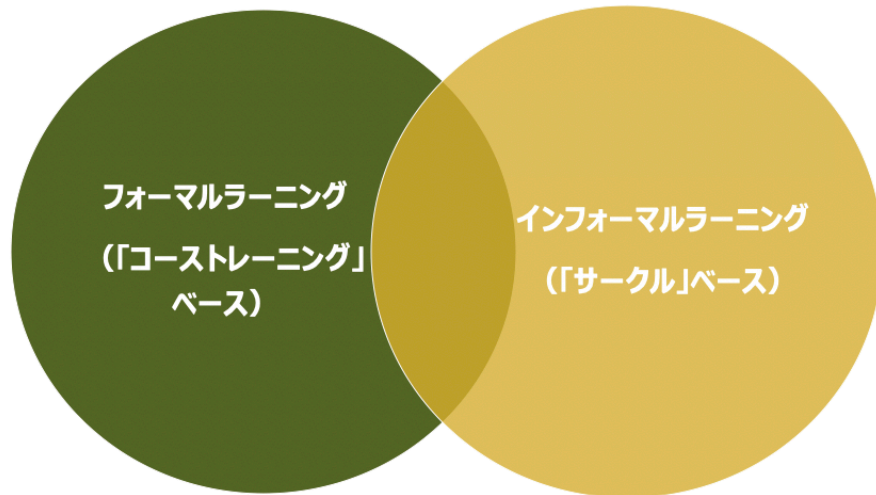 フォーマルラーニング
（「コーストレーニング」
ベース）
インフォーマルラーニング
（「サークル」ベース）